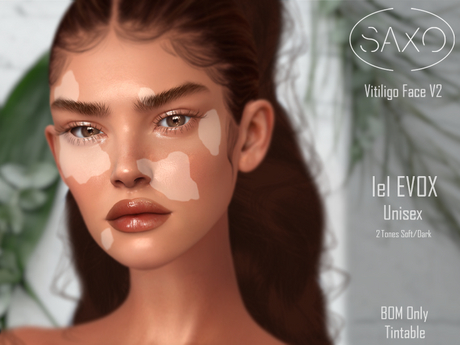 SAXO
Vitiligo Face V2
lel EVOX
Unisex
2 Tones Soft/Dark
BOM Only
Tintable